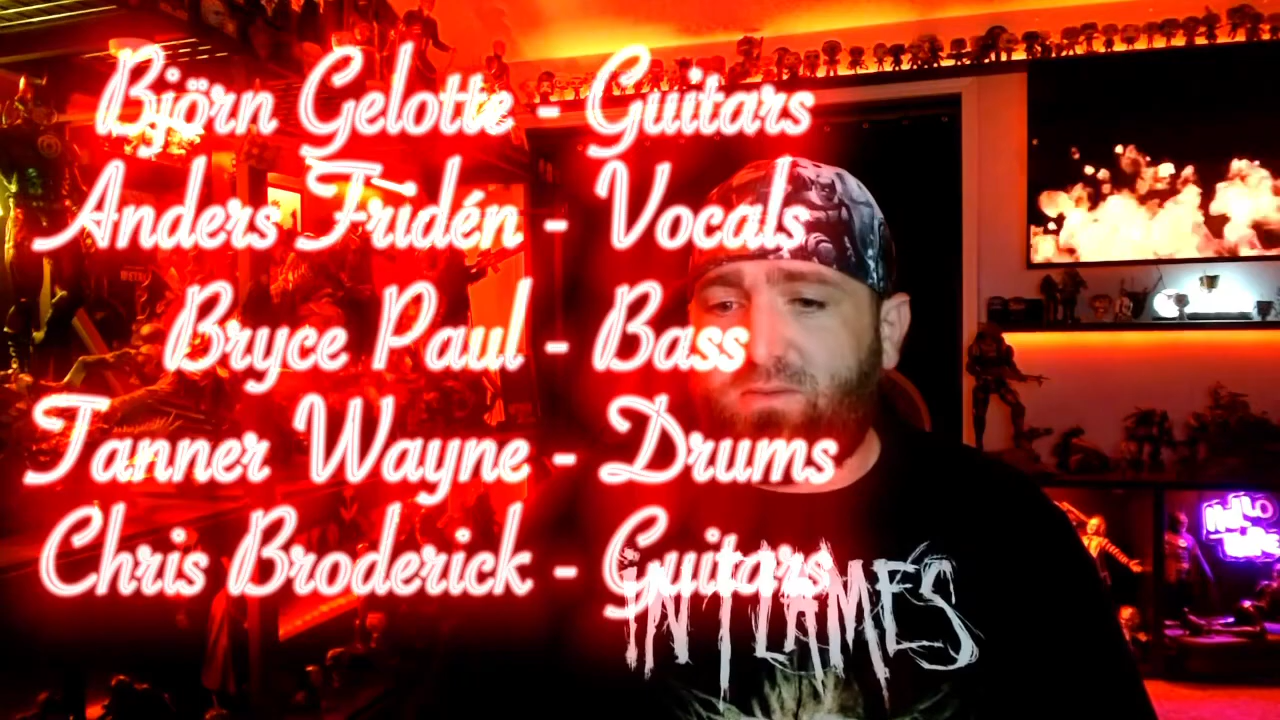 Björn Gelotte - Guitars
Anders Fridén - Vocals
Bryce Paul - Bass
Tanner Wayne - Drums
Chris Broderick - Guitars
IN FLAMES